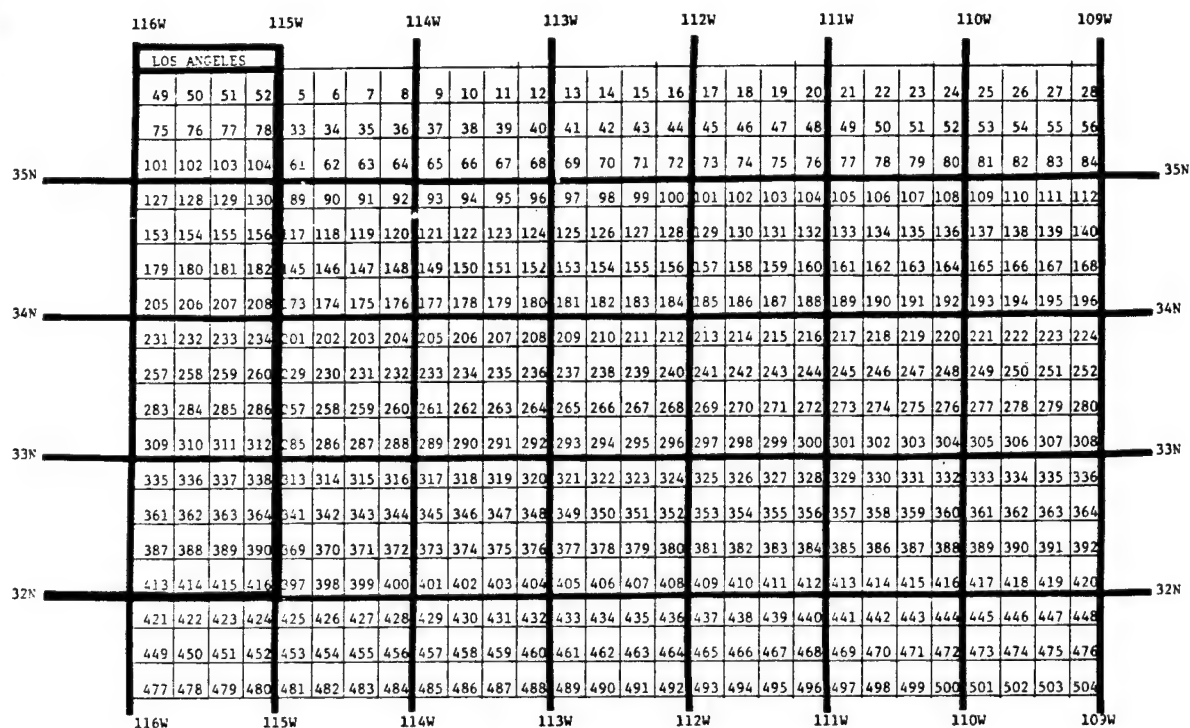 116W 115W 114W 113W 112W 111W 110W 109W
LOS ANGELES
49 50 51 52 5 6 7 8 9 10 11 12 13 14 15 16 17 18 19 20 21 22 23 24 25 26 27 28
75 76 77 78 33 34 35 36 37 38 39 40 41 42 43 44 45 46 47 48 49 50 51 52 53 54 55 56
101 102 103 104 61 62 63 64 65 66 67 68 69 70 71 72 73 74 75 76 77 78 79 80 81 82 83 84
35N 35N
127 128 129 130 89 90 91 92 93 94 95 96 97 98 99 100 101 102 103 104 105 106 107 108 109 110 111 112
153 154 155 156 117 118 119 120 121 122 123 124 125 126 127 128 129 130 131 132 133 134 135 136 137 138 139 140
179 180 181 182 145 146 147 148 149 150 151 152 153 154 155 156 157 158 159 160 161 162 163 164 165 166 167 168
205 206 207 208 173 174 175 176 177 178 179 180 181 182 183 184 185 186 187 188 189 190 191 192 193 194 195 196
34N 34N
231 232 233 234 201 202 203 204 205 206 207 208 209 210 211 212 213 214 215 216 217 218 219 220 221 222 223 224
257 258 259 260 229 230 231 232 233 234 235 236 237 238 239 240 241 242 243 244 245 246 247 248 249 250 251 252
283 284 285 286 257 258 259 260 261 262 263 264 265 266 267 268 269 270 271 272 273 274 275 276 277 278 279 280
309 310 311 312 285 286 287 288 289 290 291 292 293 294 295 296 297 298 299 300 301 302 303 304 305 306 307 308
33N 33N
335 336 337 338 313 314 315 316 317 318 319 320 321 322 323 324 325 326 327 328 329 330 331 332 333 334 335 336
361 362 363 364 341 342 343 344 345 346 347 348 349 350 351 352 353 354 355 356 357 358 359 360 361 362 363 364
387 388 389 390 369 370 371 372 373 374 375 376 377 378 379 380 381 382 383 384 385 386 387 388 389 390 391 392
413 414 415 416 397 398 399 400 401 402 403 404 405 406 407 408 409 410 411 412 413 414 415 416 417 418 419 420
32N 32N
421 422 423 424 425 426 427 428 429 430 431 432 433 434 435 436 437 438 439 440 441 442 443 444 445 446 447 448
449 450 451 452 453 454 455 456 457 458 459 460 461 462 463 464 465 466 467 468 469 470 471 472 473 474 475 476
477 478 479 480 481 482 483 484 485 486 487 488 489 490 491 492 493 494 495 496 497 498 499 500 501 502 503 504
116W 115W 114W 113W 112W 111W 110W 109W